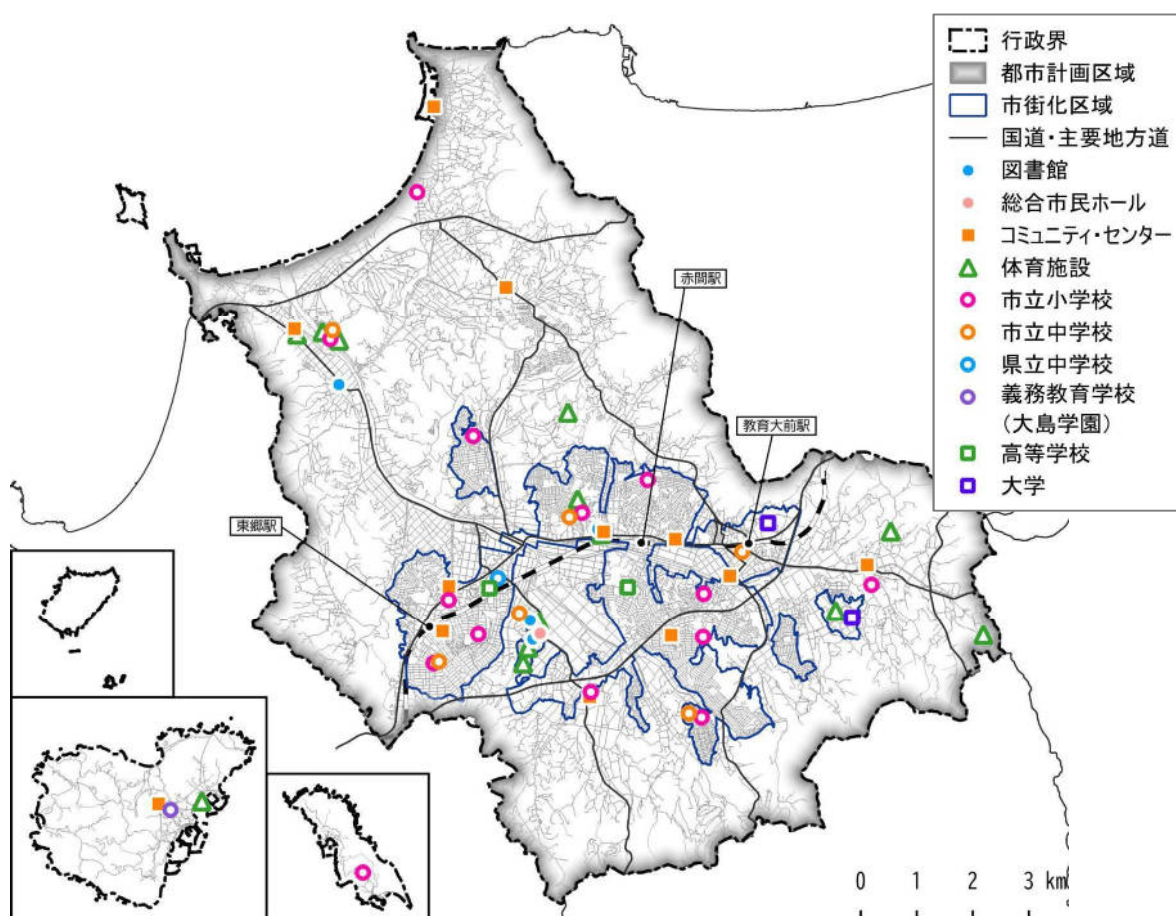 行政界
都市計画区域
市街化区域
国道・主要地方道
図書館
総合市民ホール
コミュニティ・センター
体育施設
市立小学校
市立中学校
県立中学校
義務教育学校
(大島学園)
高等学校
大学
赤間駅
教育大前駅
東郷駅
0 1 2 3 km